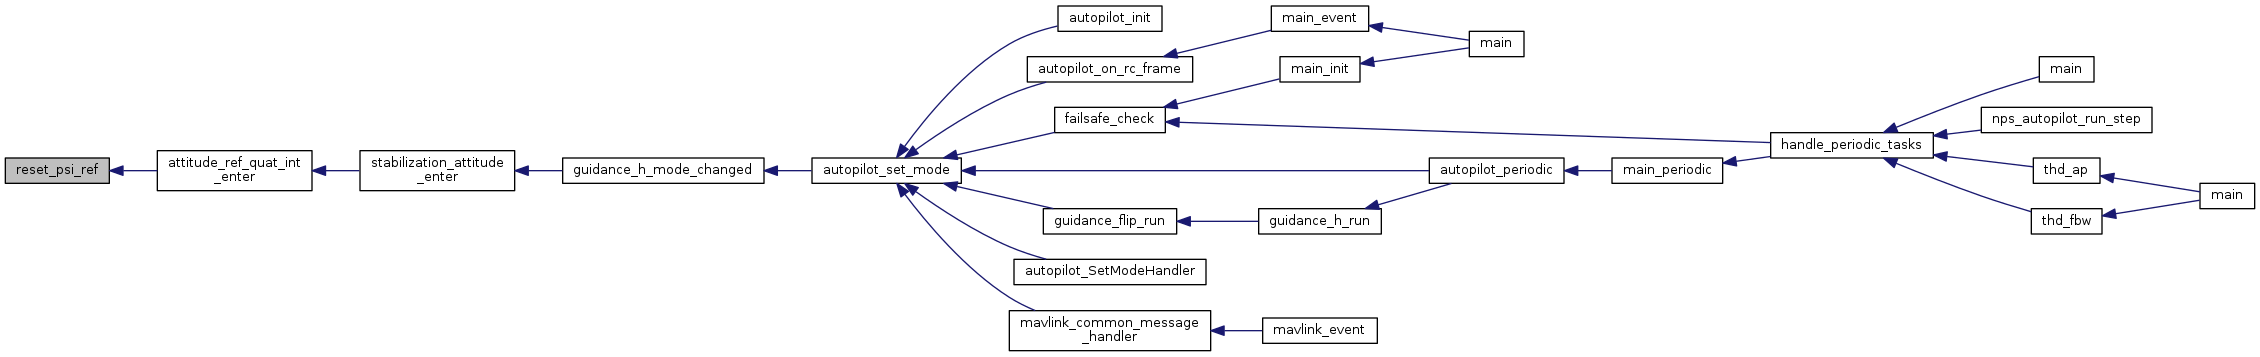 reset_psi_ref
attitude_ref_quat_int
_enter
stabilization_attitude
_enter
guidance_h_mode_changed
autopilot_set_mode
autopilot_init
autopilot_on_rc_frame
failsafe_check
guidance_flip_run
autopilot_SetModeHandler
mavlink_common_message
_handler
main_event
main_init
guidance_h_run
mavlink_event
autopilot_periodic
main
main_periodic
handle_periodic_tasks
main
nps_autopilot_run_step
thd_ap
thd_fbw
main